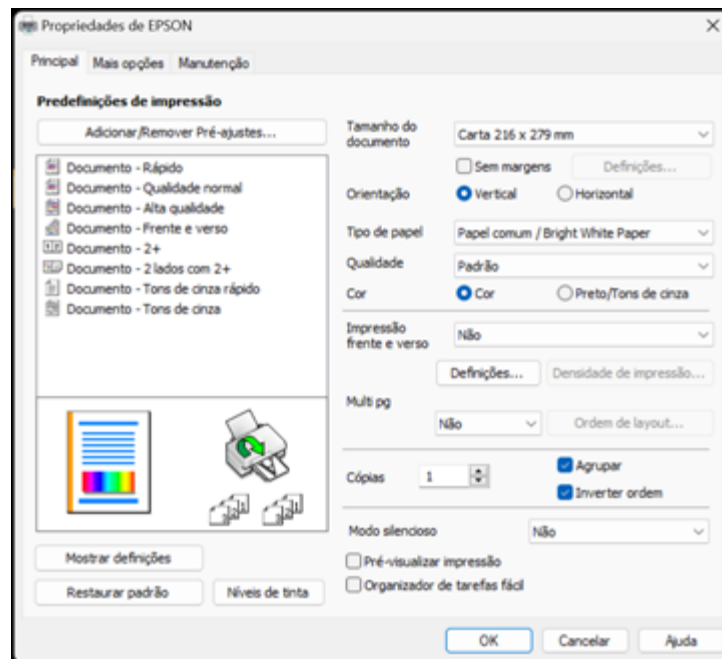 Propriedades de EPSON
Principal Mais opções Manutenção
Predefinições de impressão
Adicionar/Remover Pré-ajustes...
Documento - Rápido
Documento - Qualidade normal
Documento - Alta qualidade
Documento - Frente e verso
Documento - 2+
Documento - 2 lados com 2+
Documento - Tons de cinza rápido
Documento - Tons de cinza
Mostrar definições
Restaurar padrão Níveis de tinta
Tamanho do
documento Carta 216 x 279 mm
Sem margens Definições...
Orientação Vertical Horizontal
Tipo de papel Papel comum / Bright White Paper
Qualidade Padrão
Cor Cor Preto/Tons de cinza
Impressão
frente e verso Não
Definições... Densidade de impressão...
Multi pg Não Ordem de layout...
Cópias 1 Agrupar
Inverter ordem
Modo silencioso Não
Pré-visualizar impressão
Organizador de tarefas fácil
OK Cancelar Ajuda